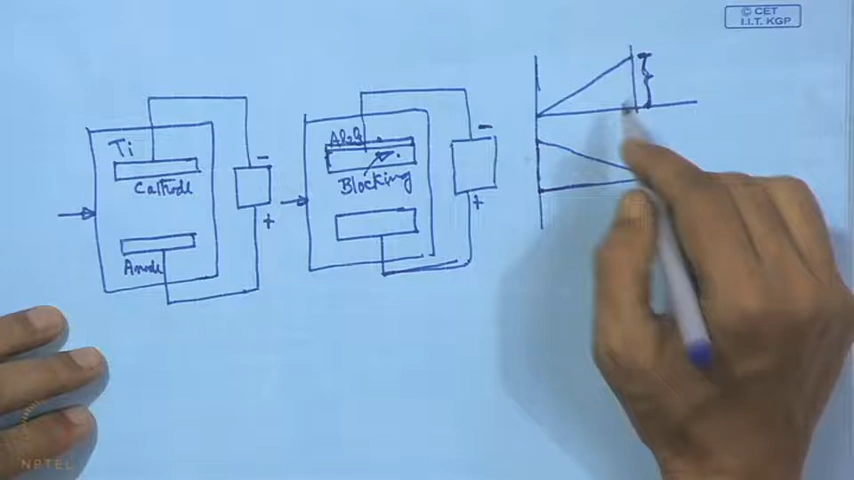 © CET
I.I.T. KGP
Ti
Cathode
Anode
-
+
Blocking
-
+
NPTEL